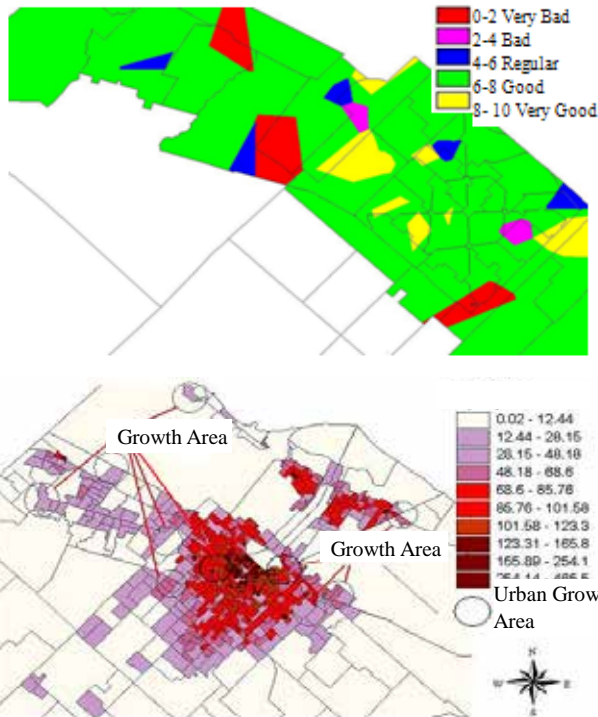 0-2 Very Bad
2-4 Bad
4-6 Regular
6-8 Good
8- 10 Very Good
Growth Area
0.02 - 12.44
12.44 - 28.15
28.15 - 48.18
48.18 - 68.6
68.6 - 85.76
85.76 - 101.58
101.58 - 123.3
123.31 - 165.8
165.89 - 254.1
Growth Area
Urban Grow
Area
N
W
E
S